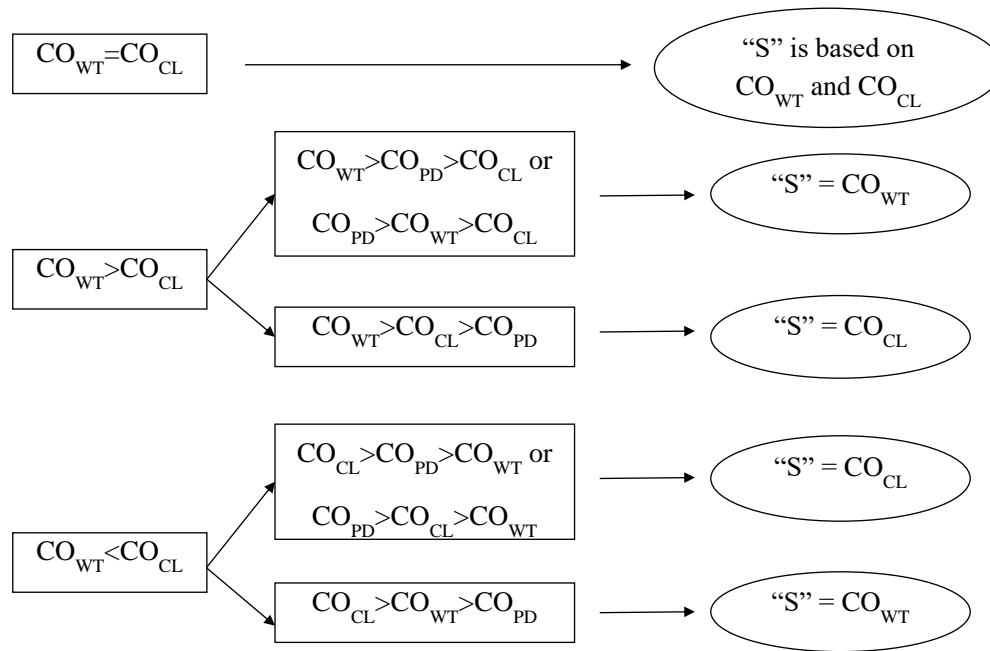 CO_WT=CO_CL
“S” is based on
CO_WT and CO_CL
CO_WT>CO_PD>CO_CL or
CO_PD>CO_WT>CO_CL
“S” = CO_WT
CO_WT>CO_CL
CO_WT>CO_CL>CO_PD
“S” = CO_CL
CO_CL>CO_PD>CO_WT or
CO_PD>CO_CL>CO_WT
“S” = CO_CL
CO_WT<CO_CL
CO_CL>CO_WT>CO_PD
“S” = CO_WT